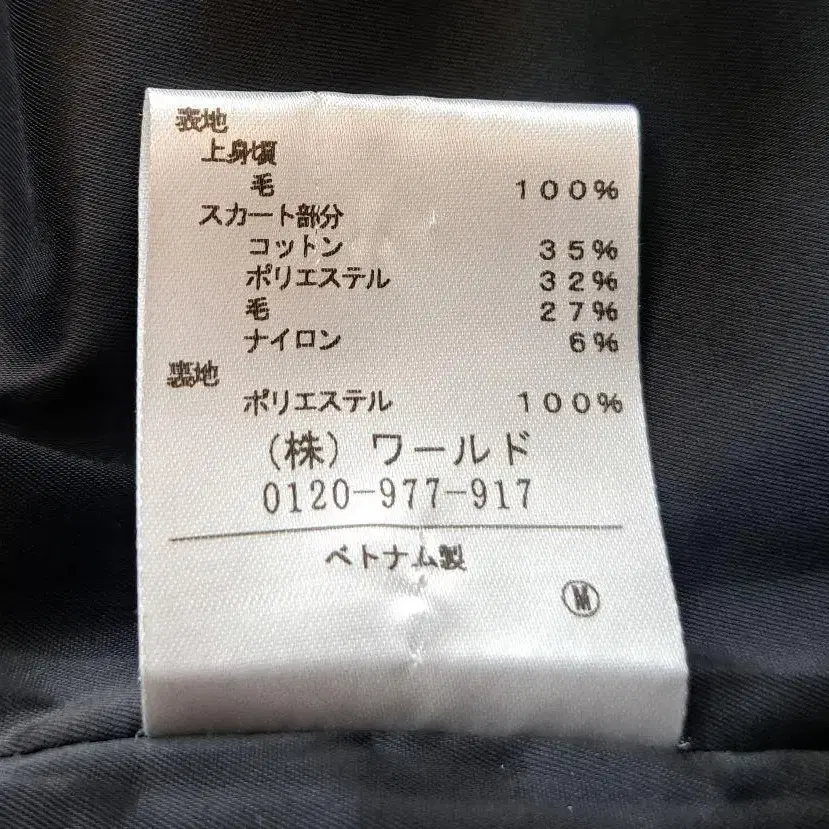 表地
上身頃
毛 100%
スカート部分
コットン 35%
ポリエステル 32%
毛 27%
ナイロン 6%
裏地
ポリエステル 100%
(株)ワールド
0120-977-917
ベトナム製
Ⓜ